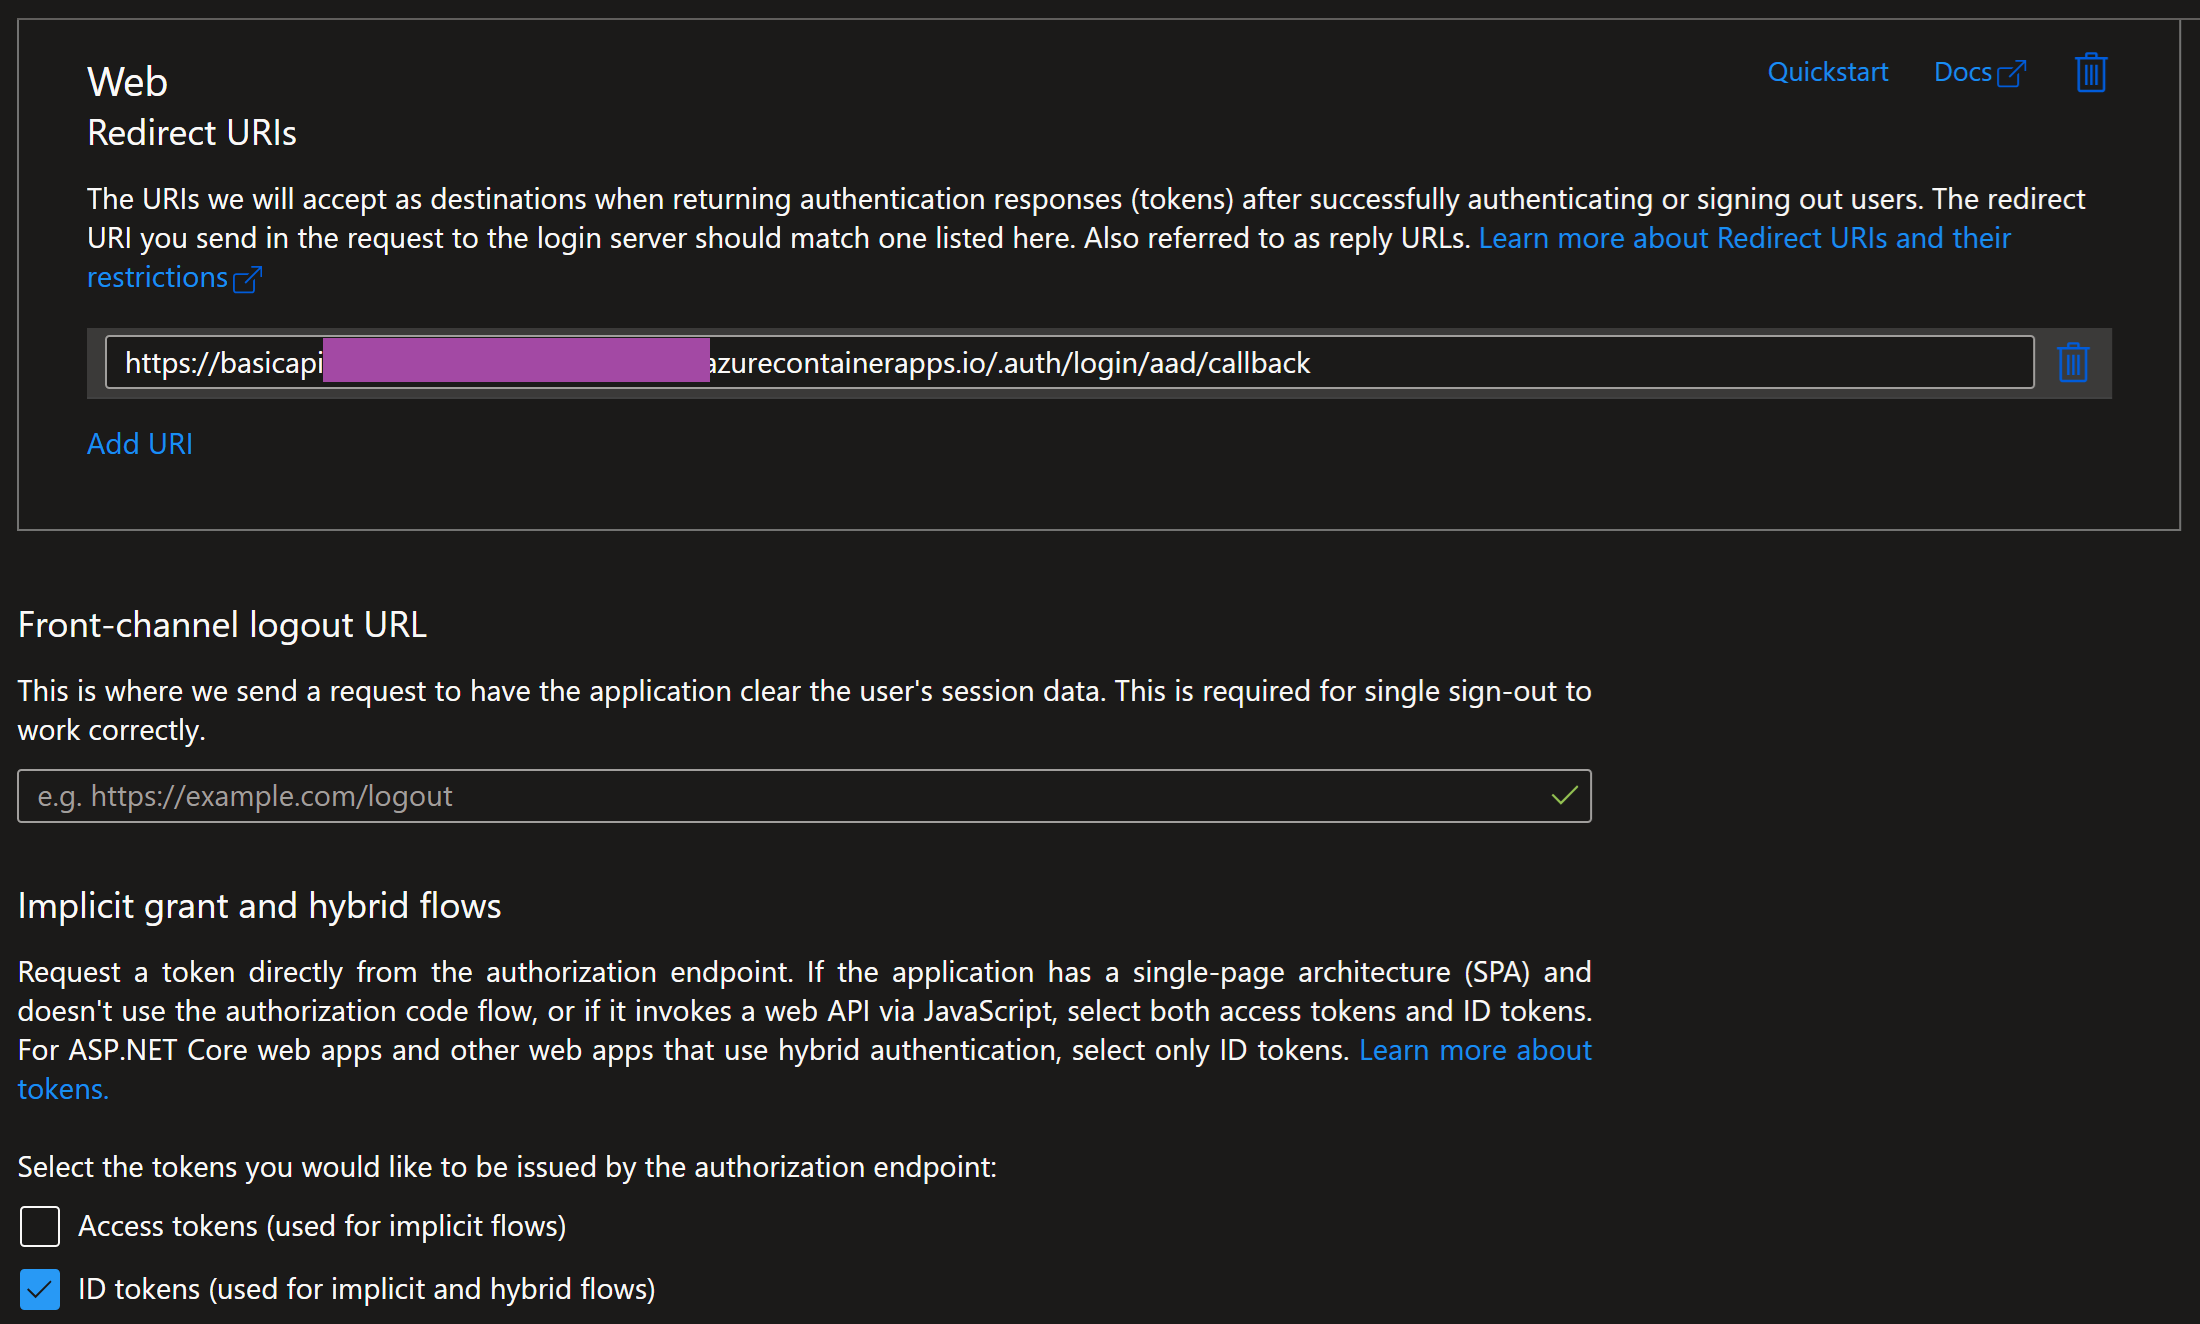 Web
Quickstart
Docs
Redirect URIs
The URIs we will accept as destinations when returning authentication responses (tokens) after successfully authenticating or signing out users. The redirect
URI you send in the request to the login server should match one listed here. Also referred to as reply URLs. Learn more about Redirect URIs and their
restrictions
https://basicapi azurecontainerapps.io/.auth/login/aad/callback
Add URI
Front-channel logout URL
This is where we send a request to have the application clear the user's session data. This is required for single sign-out to
work correctly.
e.g. https://example.com/logout
Implicit grant and hybrid flows
Request a token directly from the authorization endpoint. If the application has a single-page architecture (SPA) and
doesn't use the authorization code flow, or if it invokes a web API via JavaScript, select both access tokens and ID tokens.
For ASP.NET Core web apps and other web apps that use hybrid authentication, select only ID tokens. Learn more about
tokens.
Select the tokens you would like to be issued by the authorization endpoint:
Access tokens (used for implicit flows)
ID tokens (used for implicit and hybrid flows)